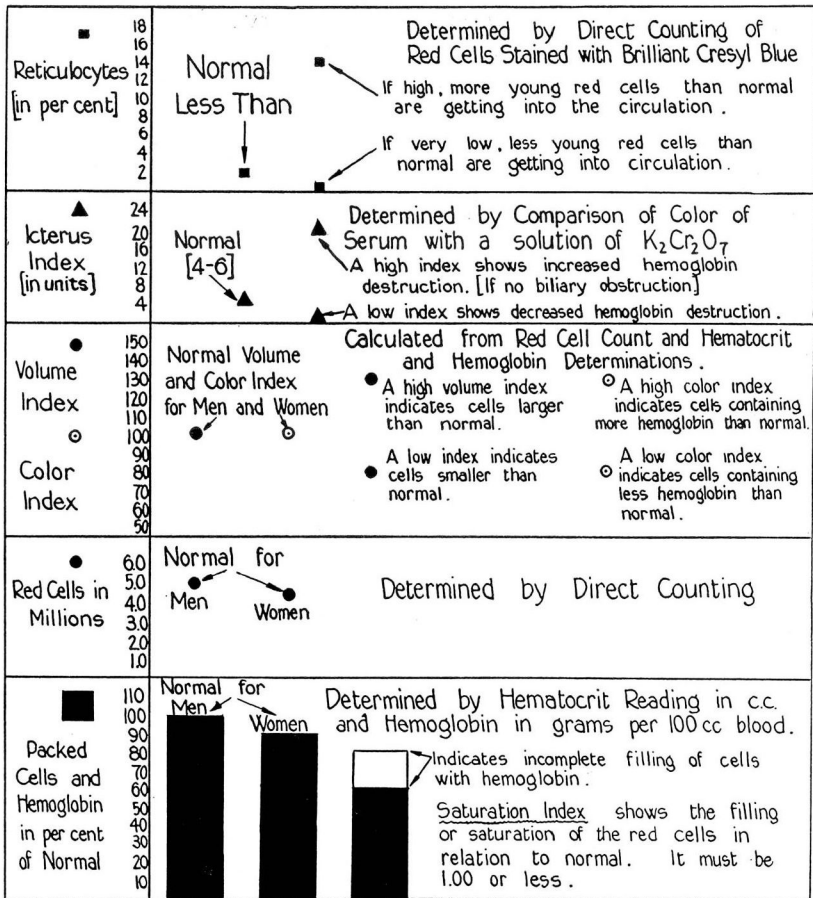 Reticulocytes
[in per cent]
18
16
14
12
10
8
6
4
2
Normal
Less Than
Determined by Direct Counting of
Red Cells Stained with Brilliant Cresyl Blue
If high, more young red cells than normal
are getting into the circulation.
If very low, less young red cells than
normal are getting into circulation.
Icterus
Index
[in units]
24
20
16
12
8
4
Normal
[4-6]
Determined by Comparison of Color of
Serum with a solution of K₂Cr₂O₇
A high index shows increased hemoglobin
destruction. [If no biliary obstruction]
A low index shows decreased hemoglobin destruction.
Volume
Index
Color
Index
150
140
130
120
110
100
90
80
70
60
50
Normal Volume
and Color Index
for Men and Women
Calculated from Red Cell Count and Hematocrit
and Hemoglobin Determinations.
A high volume index
indicates cells larger
than normal.
A high color index
indicates cells containing
more hemoglobin than normal.
A low index indicates
cells smaller than
normal.
A low color index
indicates cells containing
less hemoglobin than
normal.
Red Cells in
Millions
6.0
5.0
4.0
3.0
2.0
1.0
Normal for
Men
Women
Determined by Direct Counting
Packed
Cells and
Hemoglobin
in per cent
of Normal
110
100
90
80
70
60
50
40
30
20
10
Normal for
Men
Women
Determined by Hematocrit Reading in c.c.
and Hemoglobin in grams per 100 cc blood.
Indicates incomplete filling of cells
with hemoglobin.
Saturation Index shows the filling
or saturation of the red cells in
relation to normal. It must be
1.00 or less.